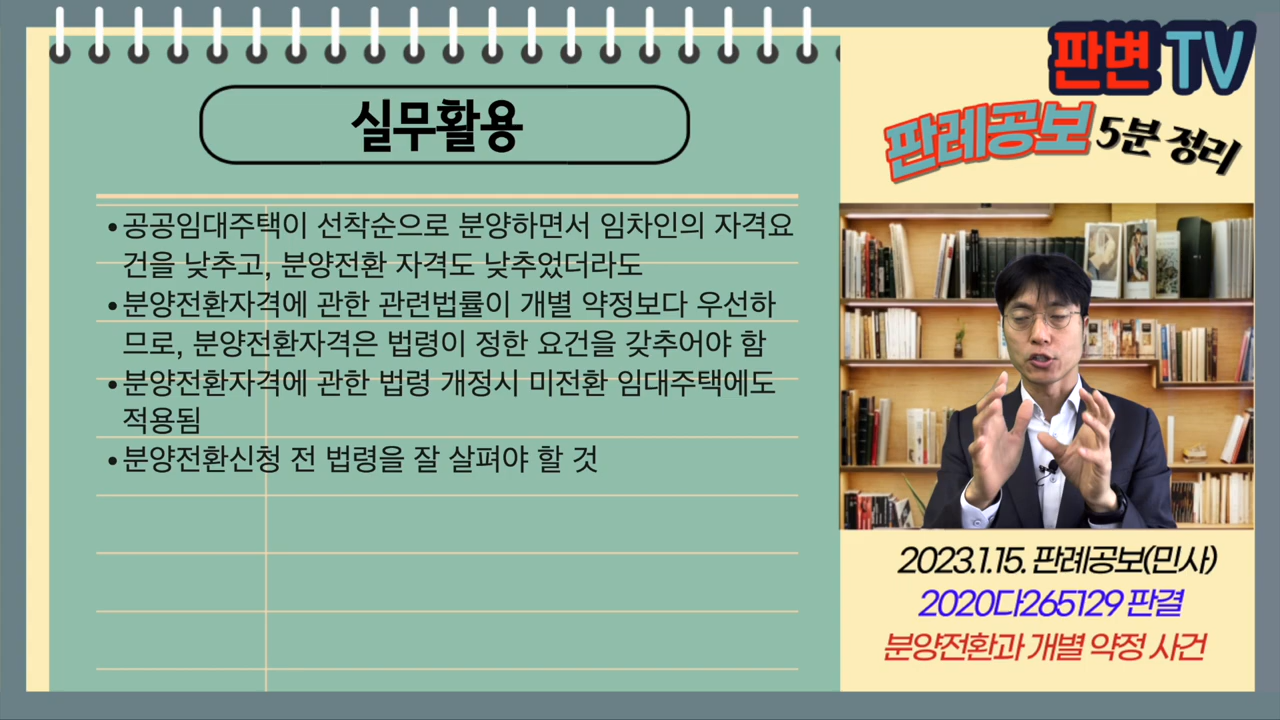 실무활용
•공공임대주택이 선착순으로 분양하면서 임차인의 자격요
건을 낮추고, 분양전환 자격도 낮추었더라도
•분양전환자격에 관한 관련법률이 개별 약정보다 우선하
므로, 분양전환자격은 법령이 정한 요건을 갖추어야 함
•분양전환자격에 관한 법령 개정시 미전환 임대주택에도
적용됨
•분양전환신청 전 법령을 잘 살펴야 할 것
판변 TV
판례공보 5분 정리
2023.1.15. 판례공보(민사)
2020다265129 판결
분양전환과 개별 약정 사건